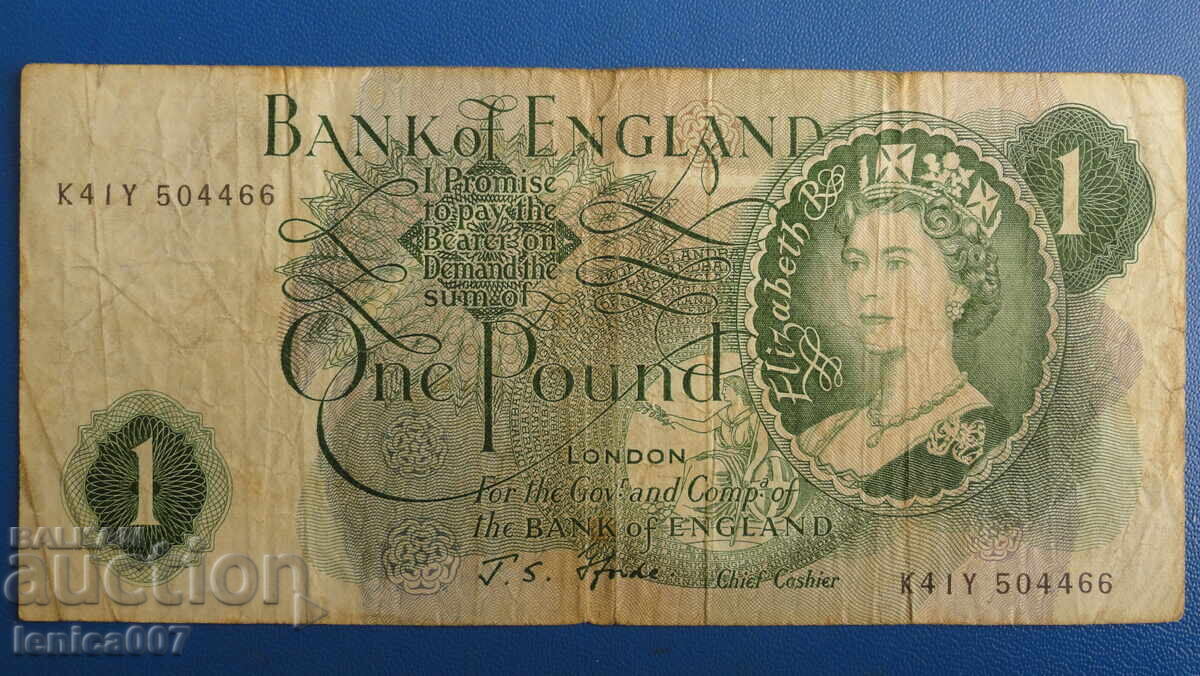 BANK of ENGLAND
K41Y 504466
I Promise
to pay the
Bearer on
Demand the
sum of
One Pound
LONDON
For the Govr and Compa of
the BANK of ENGLAND
J. S. Fforde
Chief Cashier
Elizabeth R
1
1
K41Y 504466
BALKAN
auction
lenica007